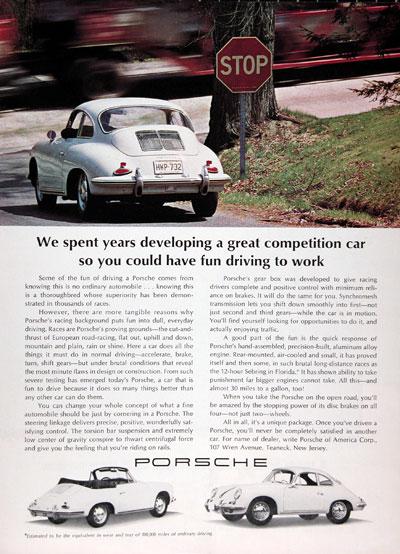 STOP
HWP·732
We spent years developing a great competition car
so you could have fun driving to work
Some of the fun of driving a Porsche comes from
knowing this is no ordinary automobile . . . knowing this
is a thoroughbred whose superiority has been demon-
strated in thousands of races.
However, there are more tangible reasons why
Porsche's racing background puts fun into dull, everyday
driving. Races are Porsche's proving grounds—the cut-and-
thrust of European road-racing, flat out, uphill and down,
mountain and plain, rain or shine. Here a car does all the
things it must do in normal driving—accelerate, brake,
turn, shift gears—but under brutal conditions that reveal
the most minute flaws in design or construction. From such
severe testing has emerged today's Porsche, a car that is
fun to drive because it does so many things better than
any other car can do them.
You can change your whole concept of what a fine
automobile should be just by cornering in a Porsche. The
steering linkage delivers precise, positive, wonderfully sat-
isfying control. The torsion bar suspension and extremely
low center of gravity conspire to thwart centrifugal force
and give you the feeling that you're riding on rails.
Porsche's gear box was developed to give racing
drivers complete and positive control with minimum reli-
ance on brakes. It will do the same for you. Synchromesh
transmission lets you shift down smoothly into first—not
just second and third gears—while the car is in motion.
You'll find yourself looking for opportunities to do it, and
actually enjoying traffic.
A good part of the fun is the quick response of
Porsche's hand-assembled, precision-built, aluminum alloy
engine. Rear-mounted, air-cooled and small, it has proved
itself and then some, in such brutal long-distance races as
the 12-hour Sebring in Florida.* It has shown ability to take
punishment far bigger engines cannot take. All this—and
almost 30 miles to a gallon, too!
When you take the Porsche on the open road, you'll
be amazed by the stopping power of its disc brakes on all
four—not just two—wheels.
All in all, it's a unique package. Once you've driven a
Porsche, you'll never be completely satisfied in another
car. For name of dealer, write Porsche of America Corp.,
107 Wren Avenue, Teaneck, New Jersey.
PORSCHE
*Estimated to be the equivalent in wear and tear of 100,000 miles of ordinary driving.